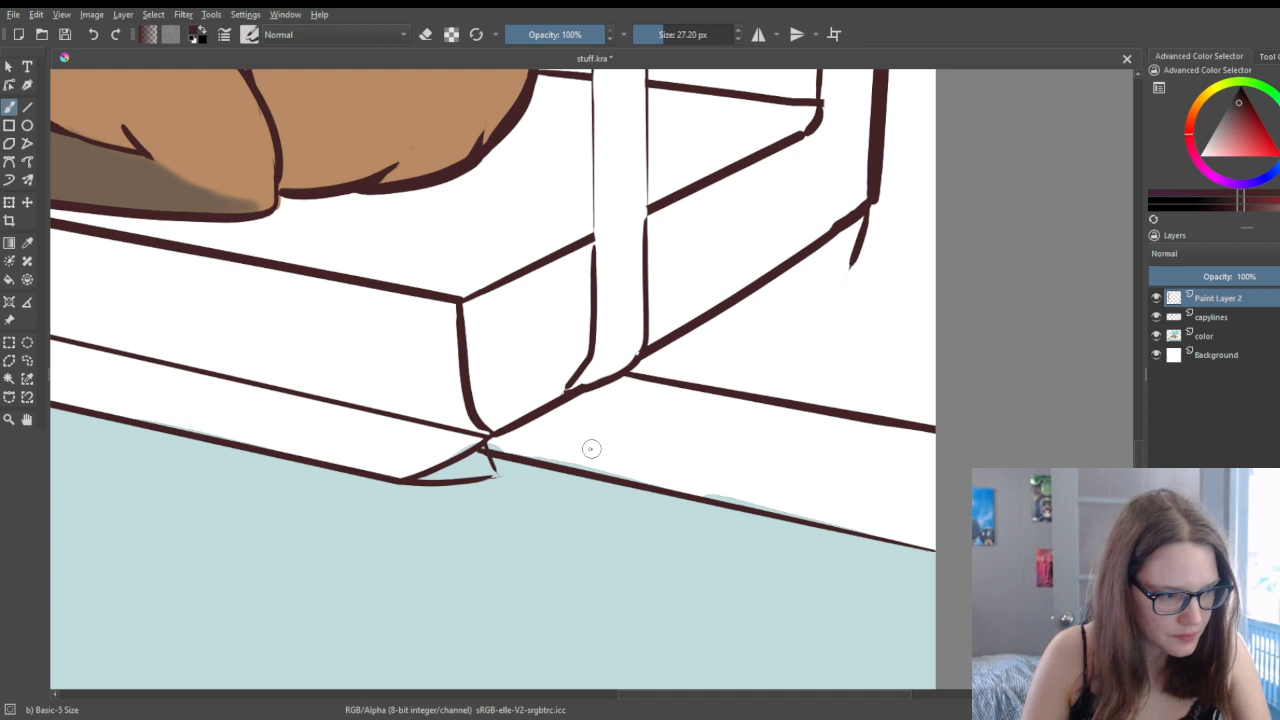 File Edit View Image Layer Select Filter Tools Settings Window Help
Normal Opacity: 100% Size: 27.20 px
stuff.kra *
Advanced Color Selector Tool O
Advanced Color Selector
Layers
Normal
Opacity: 100%
Paint Layer 2
capylines
color
Background
b) Basic-5 Size RGB/Alpha (8-bit integer/channel) sRGB-elle-V2-srgbtrc.icc